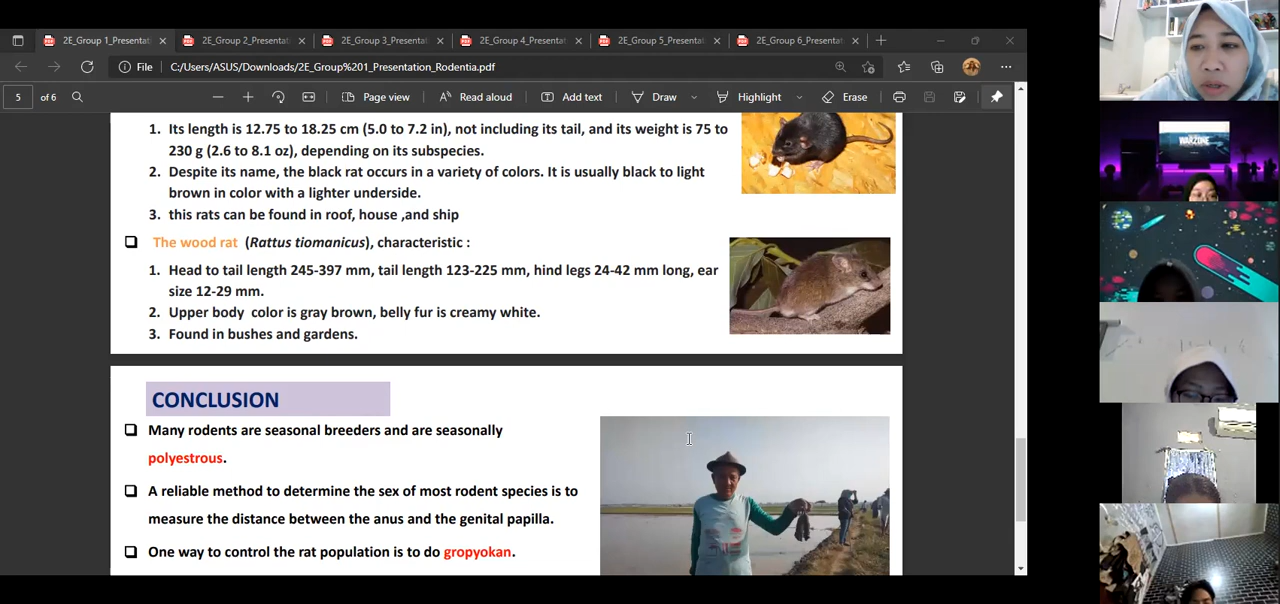 2E_Group 1_Presentati
2E_Group 2_Presentat
2E_Group 3_Presentat
2E_Group 4_Presentat
2E_Group 5_Presentat
2E_Group 6_Presentat
File
C:/Users/ASUS/Downloads/2E_Group%201_Presentation_Rodentia.pdf
5 of 6
Page view
Read aloud
Add text
Draw
Highlight
Erase
1. Its length is 12.75 to 18.25 cm (5.0 to 7.2 in), not including its tail, and its weight is 75 to
230 g (2.6 to 8.1 oz), depending on its subspecies.
2. Despite its name, the black rat occurs in a variety of colors. It is usually black to light
brown in color with a lighter underside.
3. this rats can be found in roof, house ,and ship
The wood rat (Rattus tiomanicus), characteristic :
1. Head to tail length 245-397 mm, tail length 123-225 mm, hind legs 24-42 mm long, ear
size 12-29 mm.
2. Upper body color is gray brown, belly fur is creamy white.
3. Found in bushes and gardens.
CONCLUSION
Many rodents are seasonal breeders and are seasonally
polyestrous.
A reliable method to determine the sex of most rodent species is to
measure the distance between the anus and the genital papilla.
One way to control the rat population is to do gropyokan.
WARZONE